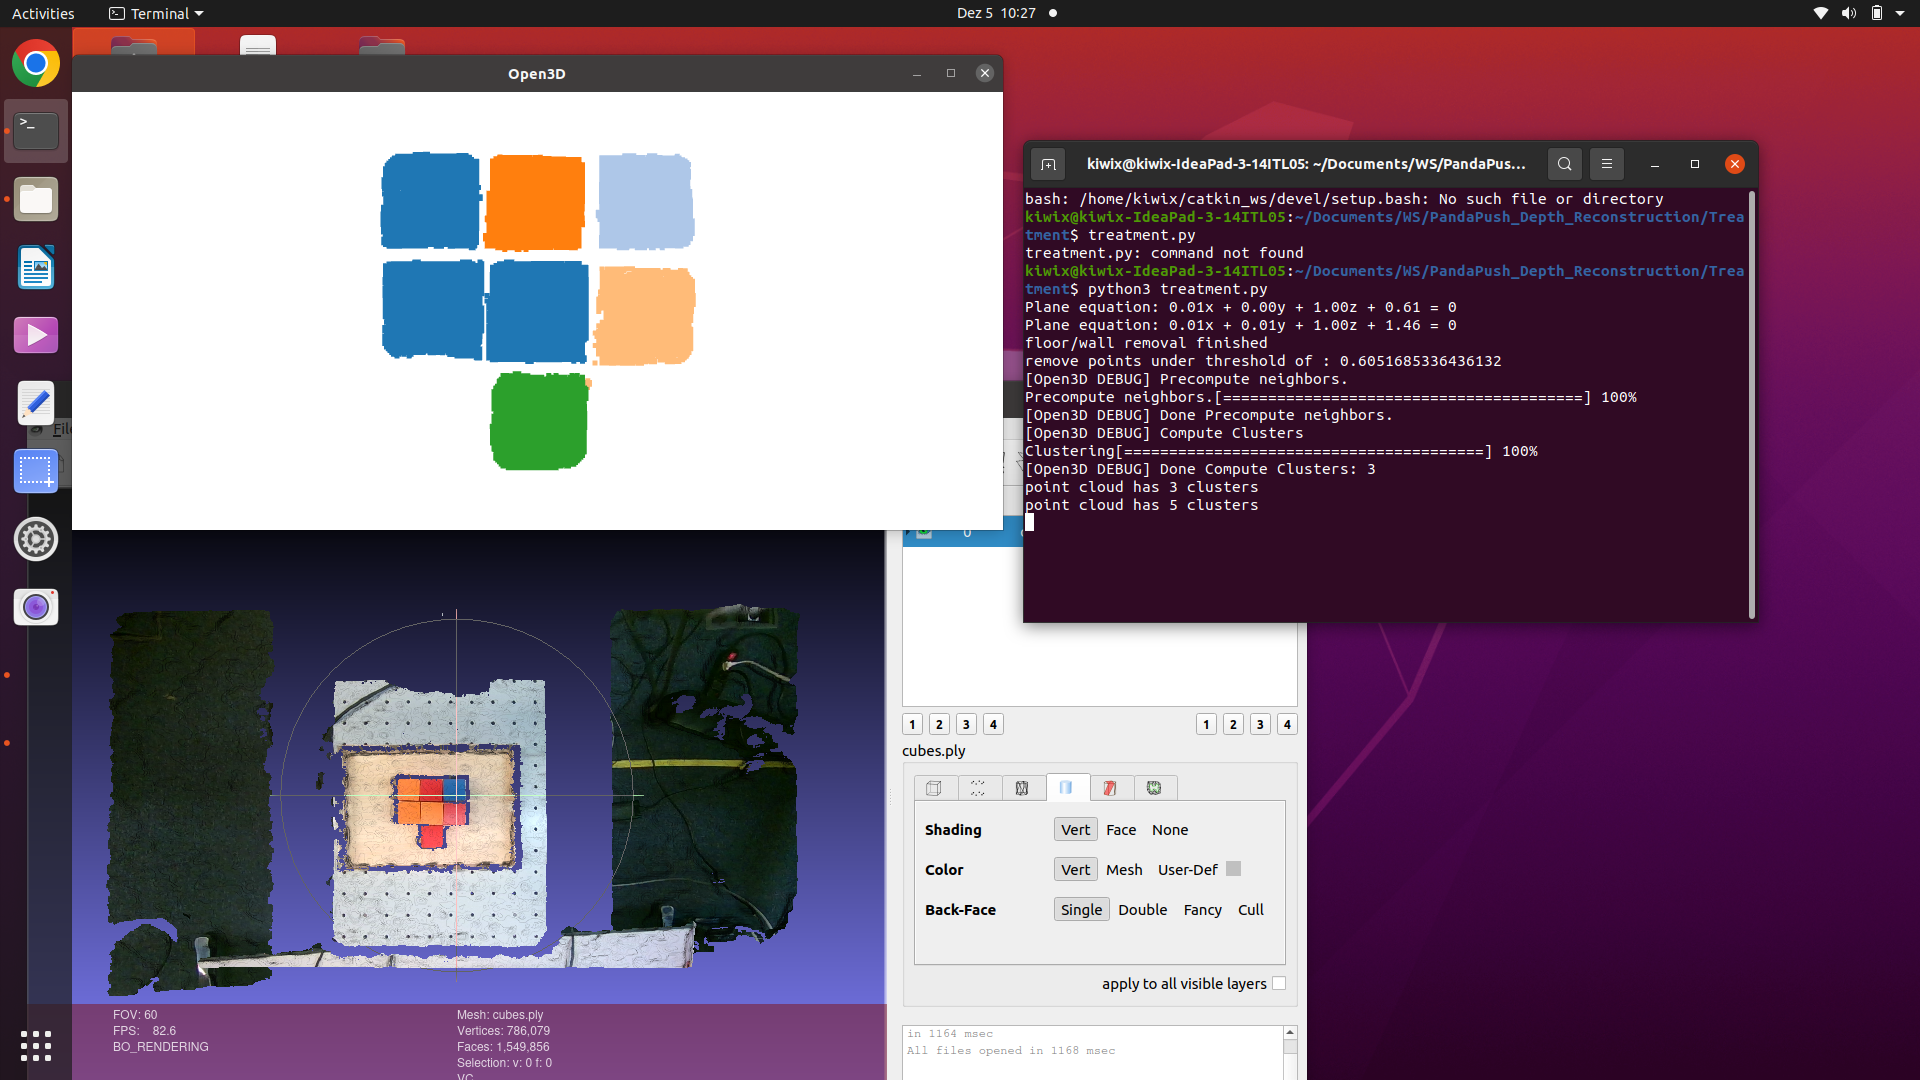 Activities
Terminal
Dez 5 10:27
Open3D
kiwix@kiwix-IdeaPad-3-14ITL05: ~/Documents/WS/PandaPus...
bash: /home/kiwix/catkin_ws/devel/setup.bash: No such file or directory
kiwix@kiwix-IdeaPad-3-14ITL05:~/Documents/WS/PandaPush_Depth_Reconstruction/Trea
tment$ treatment.py
treatment.py: command not found
kiwix@kiwix-IdeaPad-3-14ITL05:~/Documents/WS/PandaPush_Depth_Reconstruction/Trea
tment$ python3 treatment.py
Plane equation: 0.01x + 0.00y + 1.00z + 0.61 = 0
Plane equation: 0.01x + 0.01y + 1.00z + 1.46 = 0
floor/wall removal finished
remove points under threshold of : 0.6051685336436132
[Open3D DEBUG] Precompute neighbors.
Precompute neighbors.[========================================] 100%
[Open3D DEBUG] Done Precompute neighbors.
[Open3D DEBUG] Compute Clusters
Clustering[========================================] 100%
[Open3D DEBUG] Done Compute Clusters: 3
point cloud has 3 clusters
point cloud has 5 clusters
1 2 3 4
1 2 3 4
cubes.ply
Shading Vert Face None
Color Vert Mesh User-Def
Back-Face Single Double Fancy Cull
apply to all visible layers
in 1164 msec
All files opened in 1168 msec
FOV: 60
FPS: 82.6
BO_RENDERING
Mesh: cubes.ply
Vertices: 786,079
Faces: 1,549,856
Selection: v: 0 f: 0
VC